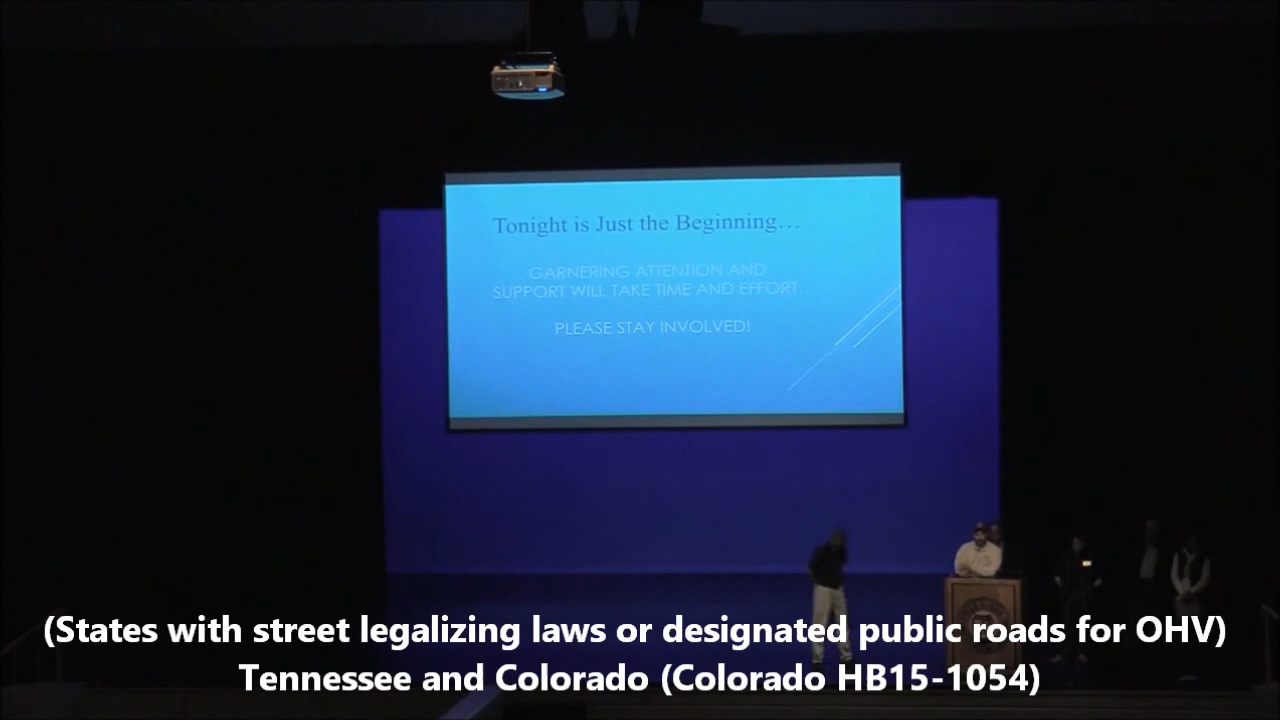 Tonight is Just the Beginning...
GARNERING ATTENTION AND
SUPPORT WILL TAKE TIME AND EFFORT.
PLEASE STAY INVOLVED!
(States with street legalizing laws or designated public roads for OHV)
Tennessee and Colorado (Colorado HB15-1054)